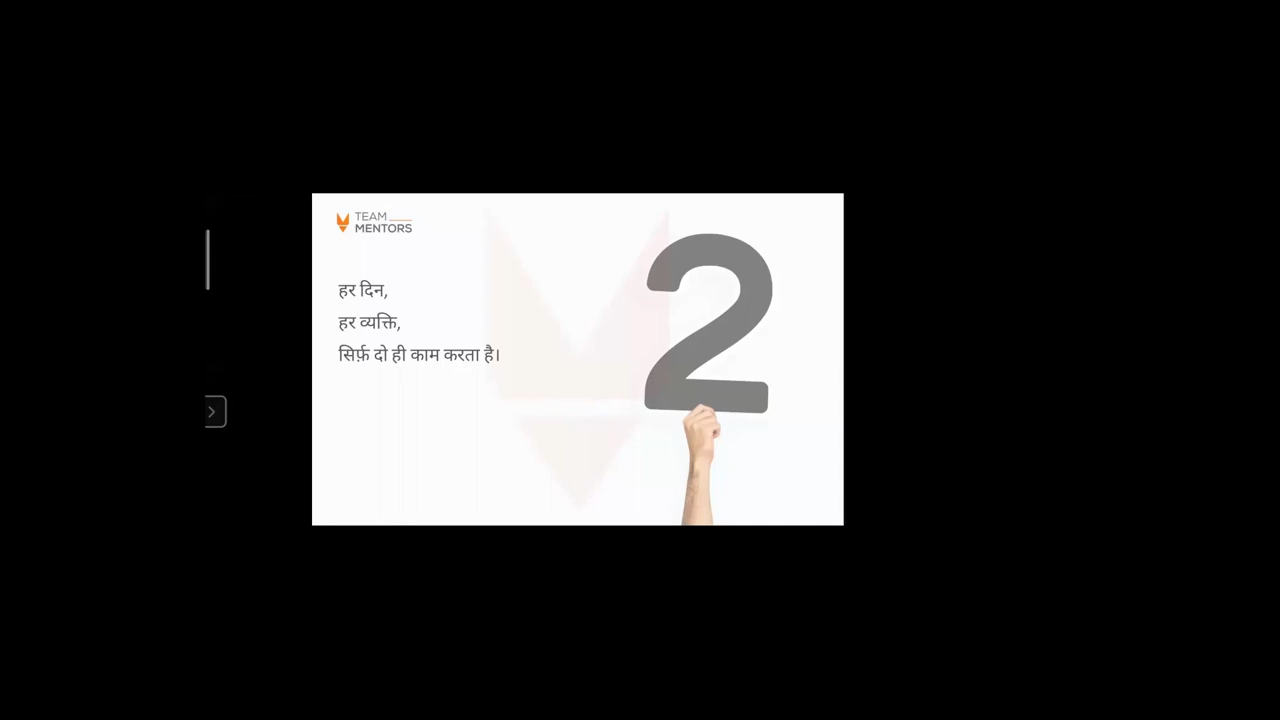 TEAM
MENTORS
2
हर दिन,
हर व्यक्ति,
सिर्फ़ दो ही काम करता है।